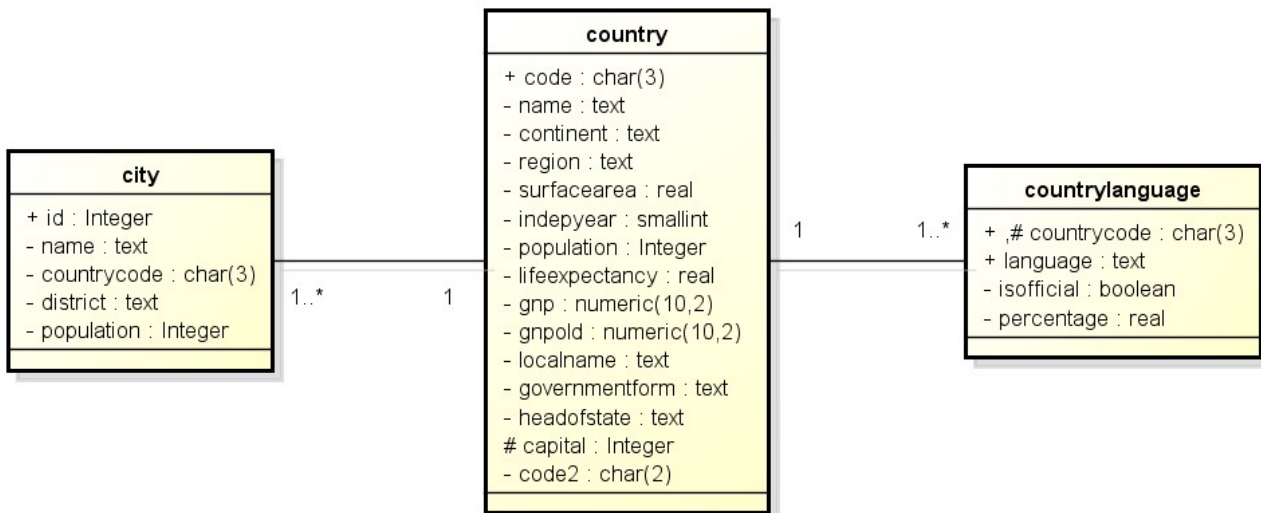 city
+ id : Integer
- name : text
- countrycode : char(3)
- district : text
- population : Integer
1..*
1
country
+ code : char(3)
- name : text
- continent : text
- region : text
- surfacearea : real
- indepyear : smallint
- population : Integer
- lifeexpectancy : real
- gnp : numeric(10,2)
- gnpold : numeric(10,2)
- localname : text
- governmentform : text
- headofstate : text
# capital : Integer
- code2 : char(2)
1
1..*
countrylanguage
+ ,# countrycode : char(3)
+ language : text
- isofficial : boolean
- percentage : real